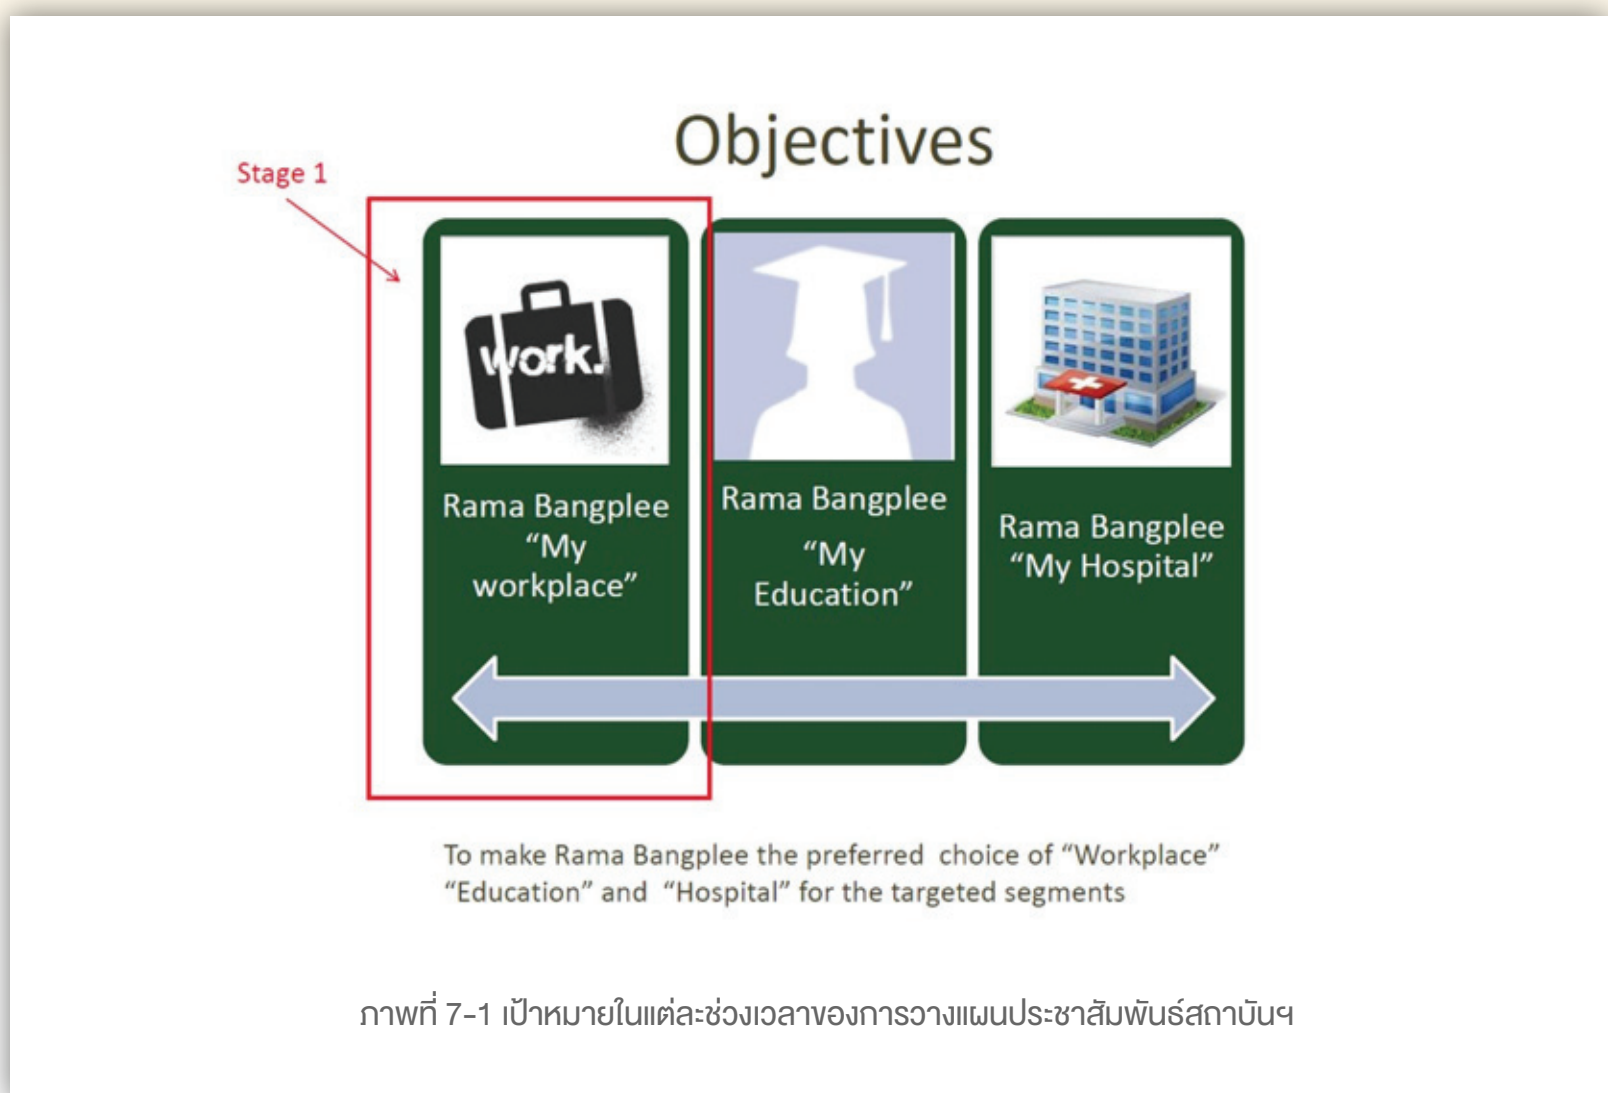 Objectives
Stage 1
work.
Rama Bangplee
“My
workplace”
Rama Bangplee
“My
Education”
Rama Bangplee
“My Hospital”
To make Rama Bangplee the preferred choice of “Workplace”
“Education” and “Hospital” for the targeted segments
ภาพที่ 7-1 เป้าหมายในแต่ละช่วงเวลาของการวางแผนประชาสัมพันธ์สถาบันฯ